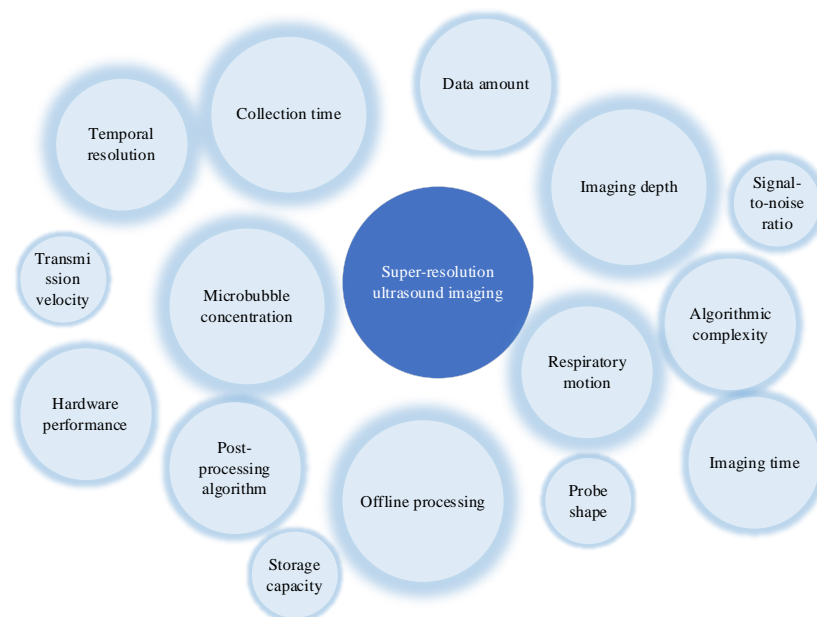 Data amount
Collection time
Temporal
resolution
Imaging depth
Signal-
to-noise
ratio
Transmi
ssion
velocity
Super-resolution
ultrasound imaging
Microbubble
concentration
Algorithmic
complexity
Respiratory
motion
Hardware
performance
Post-
processing
algorithm
Imaging time
Offline processing
Probe
shape
Storage
capacity